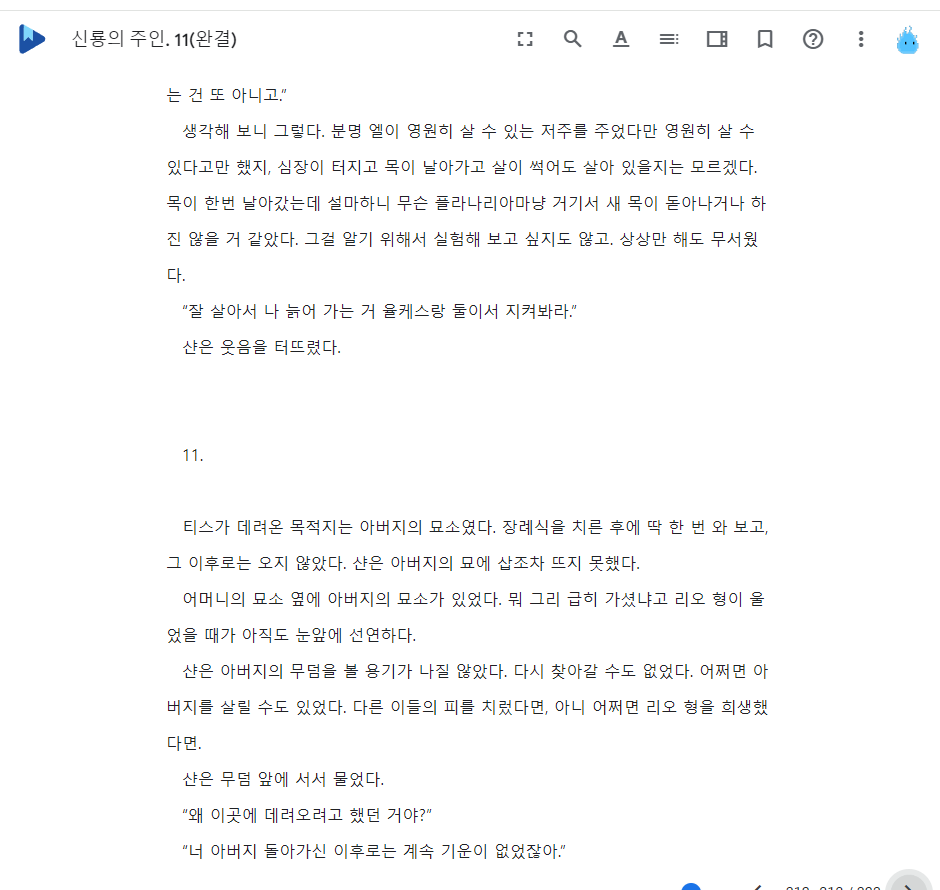 신룡의 주인. 11(완결)
는 건 또 아니고.”
생각해 보니 그렇다. 분명 엘이 영원히 살 수 있는 저주를 주었다만 영원히 살 수
있다고만 했지, 심장이 터지고 목이 날아가고 살이 썩어도 살아 있을지는 모르겠다.
목이 한번 날아갔는데 설마하니 무슨 플라나리아마냥 거기서 새 목이 돋아나거나 하
진 않을 거 같았다. 그걸 알기 위해서 실험해 보고 싶지도 않고. 상상만 해도 무서웠
다.
“잘 살아서 나 늙어 가는 거 율케스랑 둘이서 지켜봐라.”
샨은 웃음을 터뜨렸다.
11.
티스가 데려온 목적지는 아버지의 묘소였다. 장례식을 치른 후에 딱 한 번 와 보고,
그 이후로는 오지 않았다. 샨은 아버지의 묘에 삽조차 뜨지 못했다.
어머니의 묘소 옆에 아버지의 묘소가 있었다. 뭐 그리 급히 가셨냐고 리오 형이 울
었을 때가 아직도 눈앞에 선연하다.
샨은 아버지의 무덤을 볼 용기가 나질 않았다. 다시 찾아갈 수도 없었다. 어쩌면 아
버지를 살릴 수도 있었다. 다른 이들의 피를 치렀다면, 아니 어쩌면 리오 형을 희생했
다면.
샨은 무덤 앞에 서서 물었다.
“왜 이곳에 데려오려고 했던 거야?”
“너 아버지 돌아가신 이후로는 계속 기운이 없었잖아.”